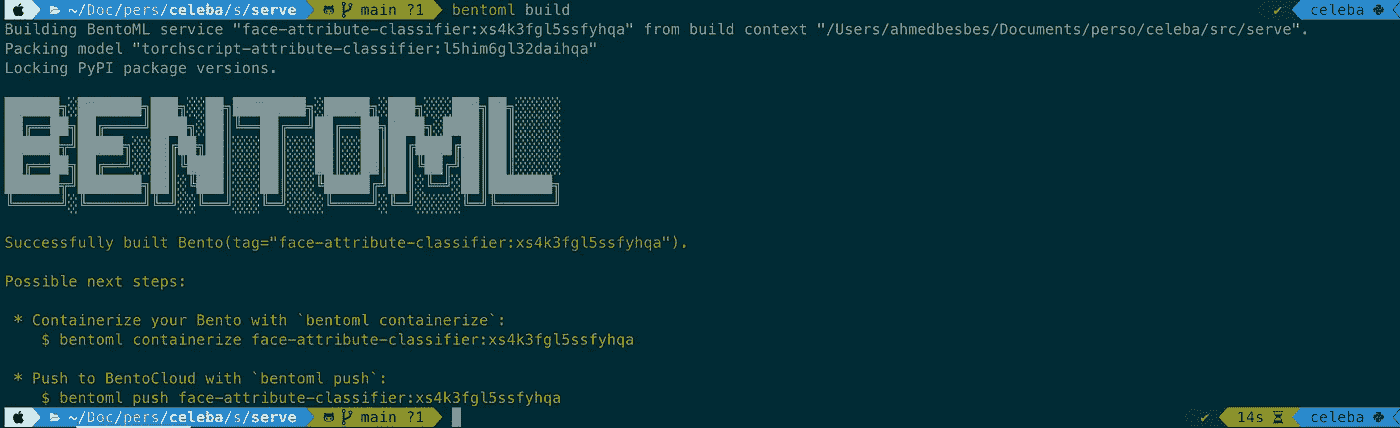 ~/Doc/pers/celeba/s/serve main ?1 bentoml build ✔ celeba
Building BentoML service "face-attribute-classifier:xs4k3fgl5ssfyhqa" from build context "/Users/ahmedbesbes/Documents/perso/celeba/src/serve".
Packing model "torchscript-attribute-classifier:l5him6gl32daihqa"
Locking PyPI package versions.
BENTOML
Successfully built Bento(tag="face-attribute-classifier:xs4k3fgl5ssfyhqa").
Possible next steps:
* Containerize your Bento with `bentoml containerize`:
$ bentoml containerize face-attribute-classifier:xs4k3fgl5ssfyhqa
* Push to BentoCloud with `bentoml push`:
$ bentoml push face-attribute-classifier:xs4k3fgl5ssfyhqa
~/Doc/pers/celeba/s/serve main ?1 ✔ 14s celeba